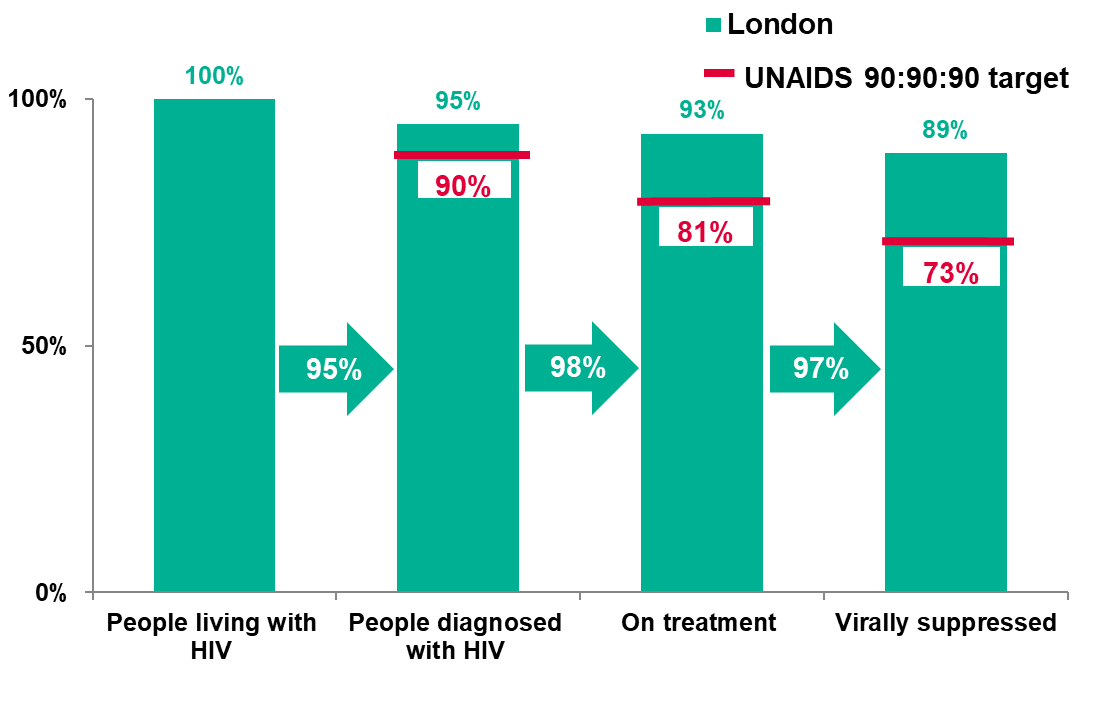 London
UNAIDS 90:90:90 target
100%
95%
93%
89%
100%
90%
81%
73%
50%
95%
98%
97%
0%
People living with
HIV
People diagnosed
with HIV
On treatment
Virally suppressed